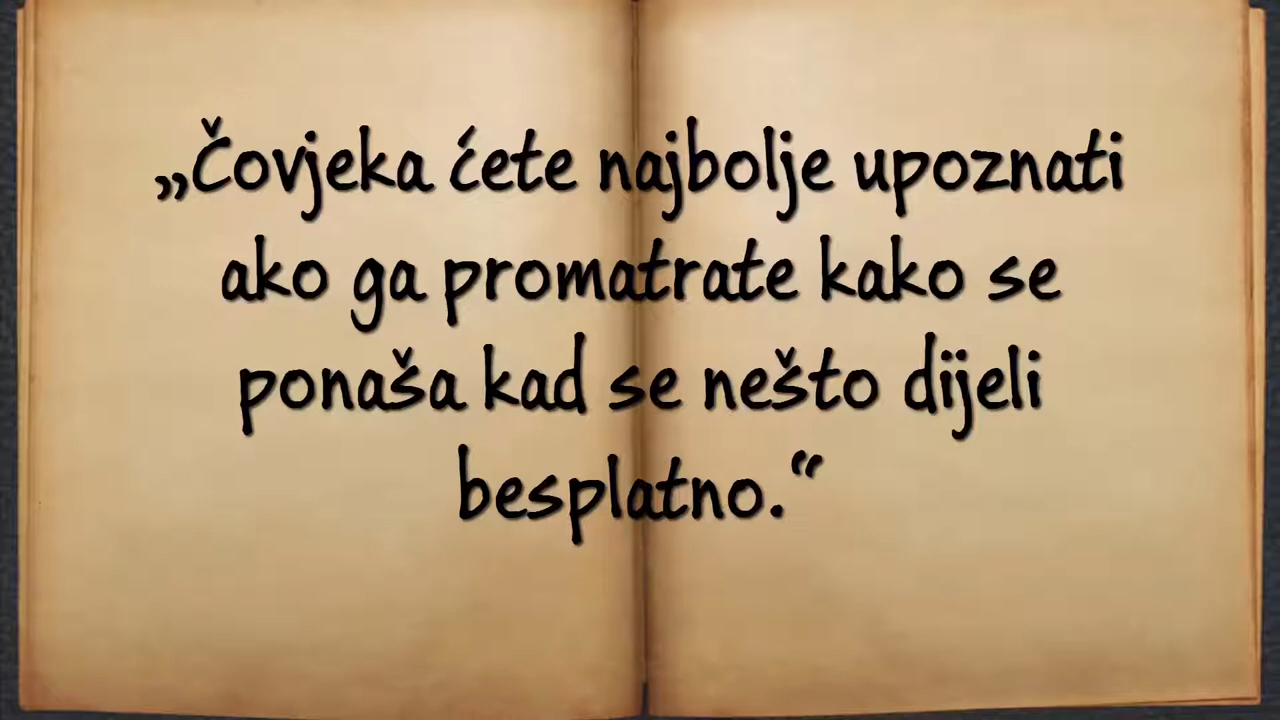 „Čovjeka ćete najbolje upoznati
ako ga promatrate kako se
ponaša kad se nešto dijeli
besplatno.“